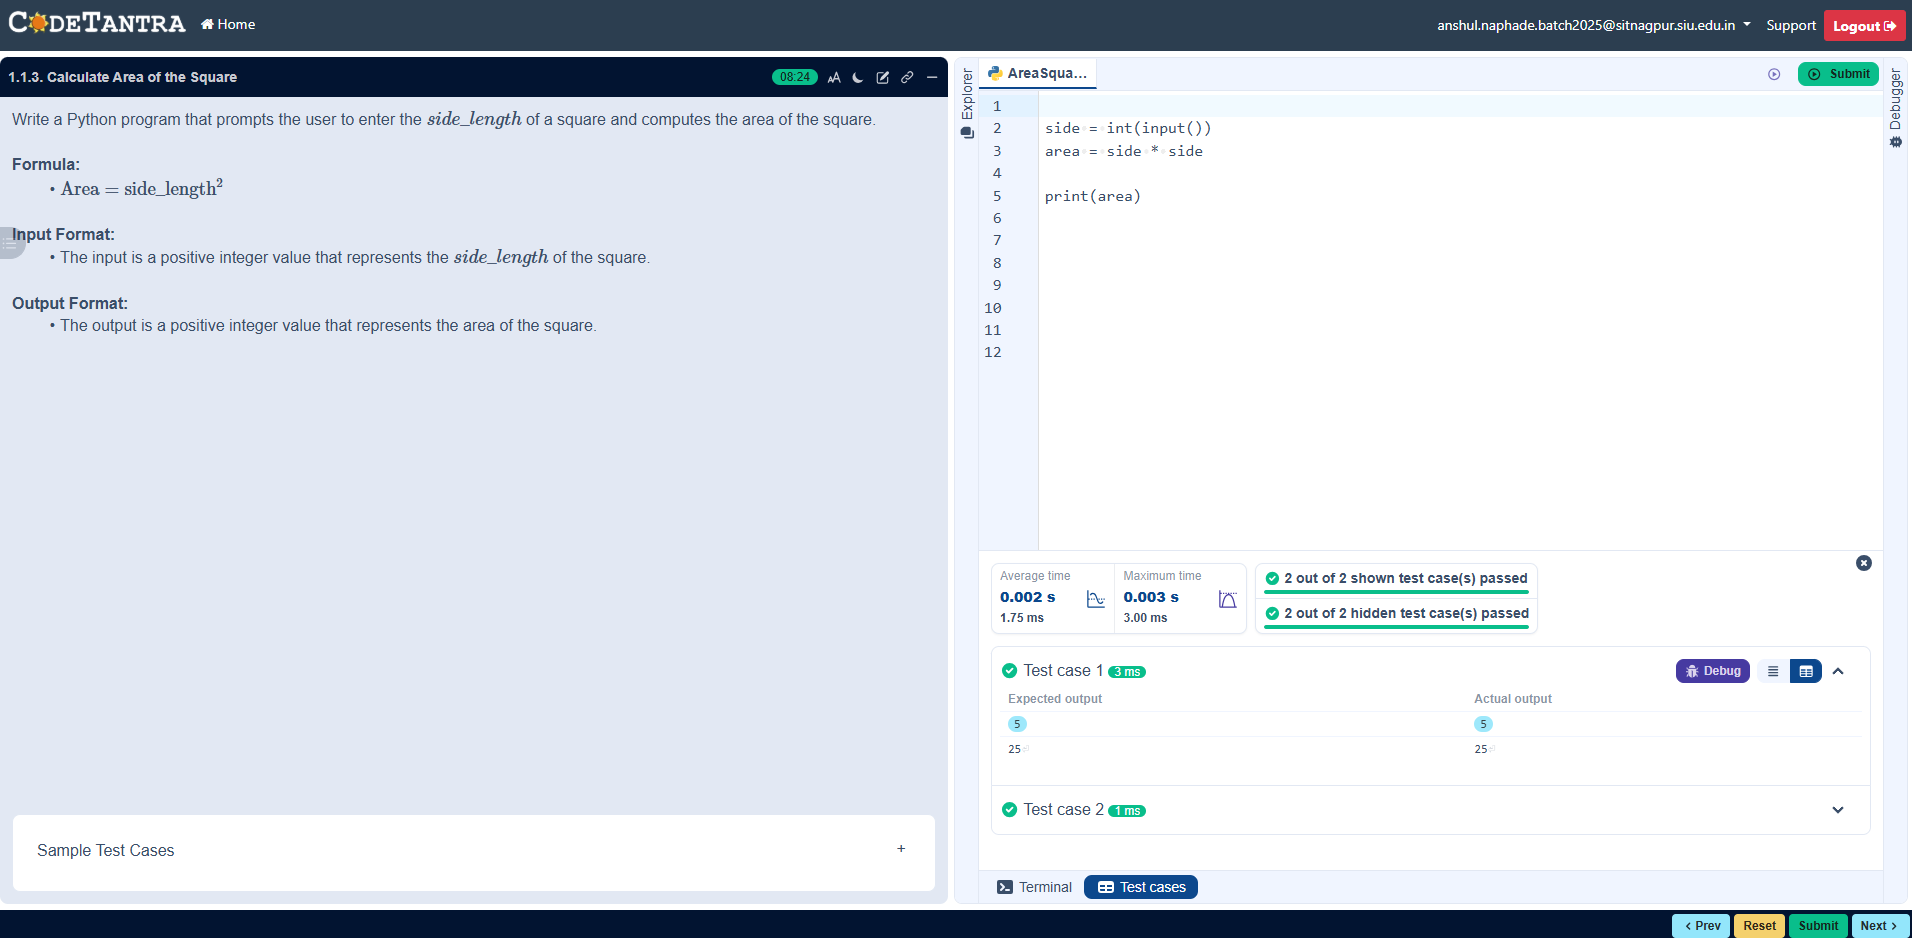 CODETANTRA
Home
anshul.naphade.batch2025@sitnagpur.siu.edu.in
Support
Logout
1.1.3. Calculate Area of the Square
08:24
AA
Write a Python program that prompts the user to enter the side_length of a square and computes the area of the square.
Formula:
• Area = side_length²
Input Format:
• The input is a positive integer value that represents the side_length of the square.
Output Format:
• The output is a positive integer value that represents the area of the square.
Sample Test Cases
+
Explorer
AreaSqua...
Submit
Debugger
1
2 side = int(input())
3 area = side * side
4
5 print(area)
6
7
8
9
10
11
12
Average time
0.002 s
1.75 ms
Maximum time
0.003 s
3.00 ms
2 out of 2 shown test case(s) passed
2 out of 2 hidden test case(s) passed
Test case 1 3 ms
Debug
Expected output
Actual output
5
5
25
25
Test case 2 1 ms
Terminal
Test cases
‹ Prev
Reset
Submit
Next ›